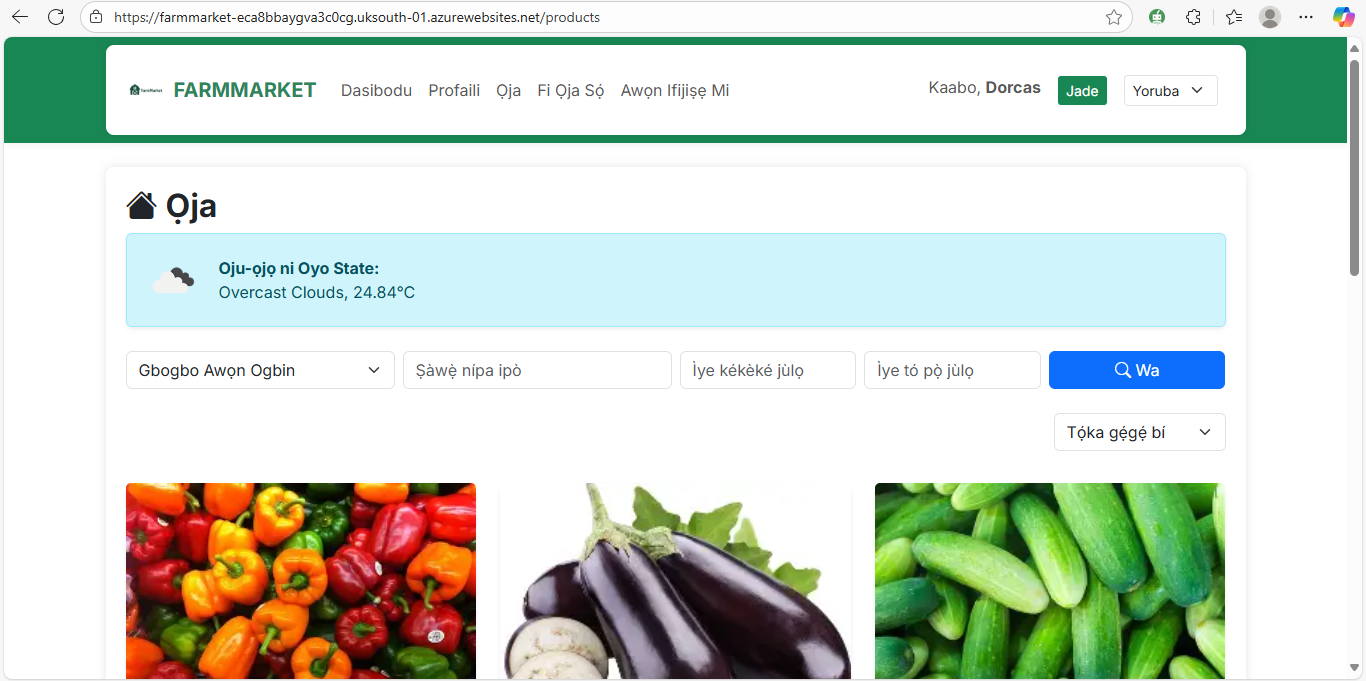 https://farmmarket-eca8bbaygva3c0cg.uksouth-01.azurewebsites.net/products
FARMMARKET Dasibodu Profaili Ọja Fi Ọja Sọ́ Awọn Ifijiṣẹ Mi Kaabo, Dorcas Jade Yoruba
Ọja
Oju-ọjọ ni Oyo State:
Overcast Clouds, 24.84°C
Gbogbo Awọn Ogbin Ṣàwẹ̀ nípa ipò Ìye kékèké jùlọ Ìye tó pọ̀ jùlọ Wa
Tọ́ka gẹ́gẹ́ bí